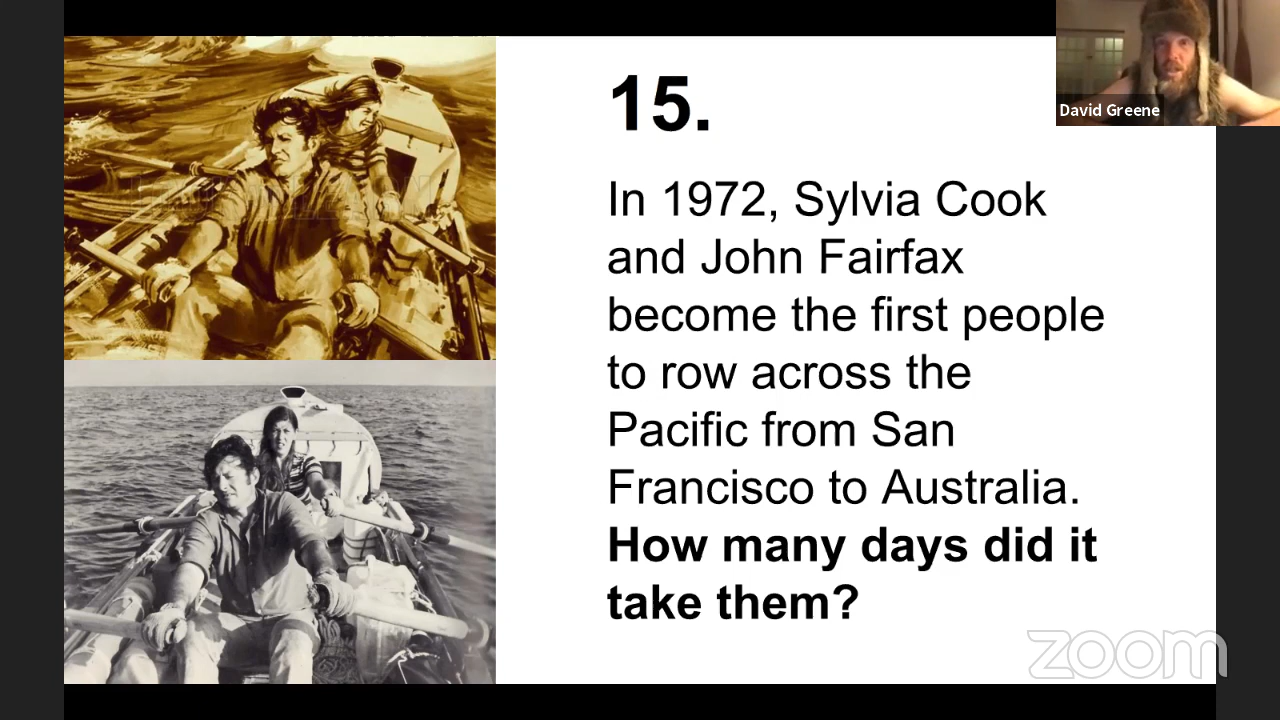 15.
David Greene
In 1972, Sylvia Cook
and John Fairfax
become the first people
to row across the
Pacific from San
Francisco to Australia.
How many days did it
take them?
zoom